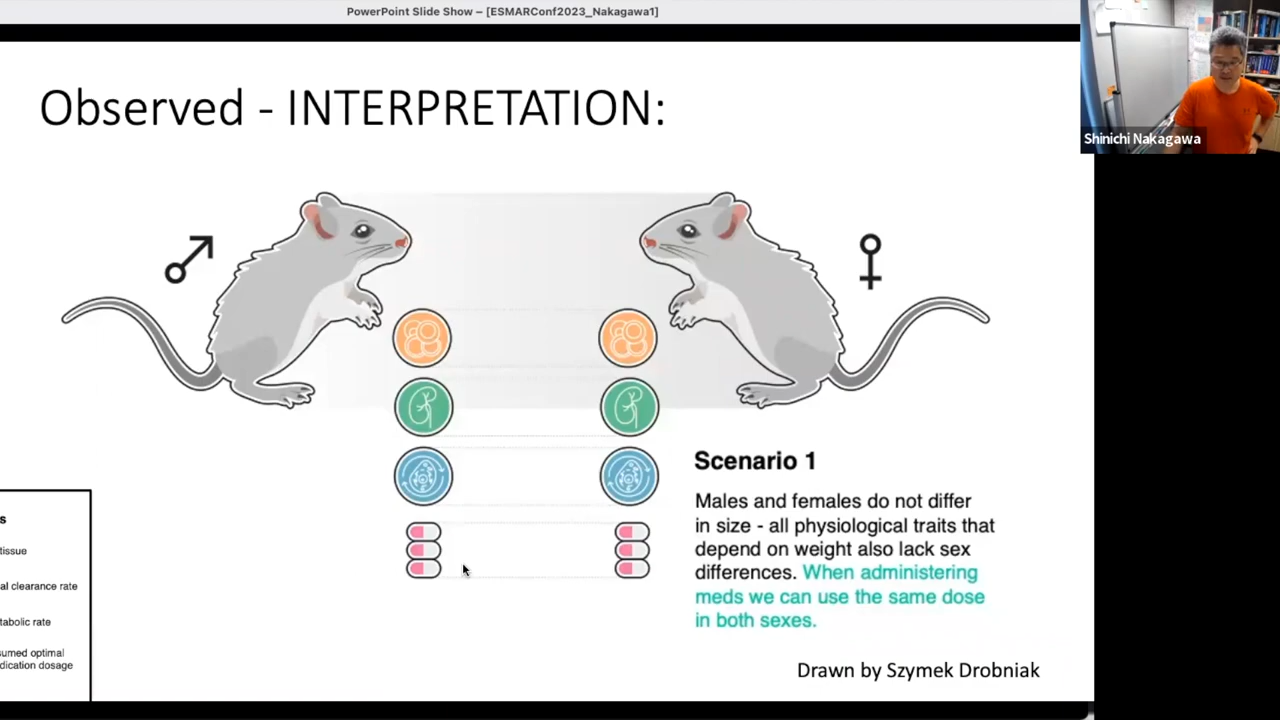 PowerPoint Slide Show – [ESMARConf2023_Nakagawa1]
Shinichi Nakagawa
Observed - INTERPRETATION:
Scenario 1
Males and females do not differ
in size - all physiological traits that
depend on weight also lack sex
differences. When administering
meds we can use the same dose
in both sexes.
s
tissue
al clearance rate
tabolic rate
sumed optimal
dication dosage
Drawn by Szymek Drobniak